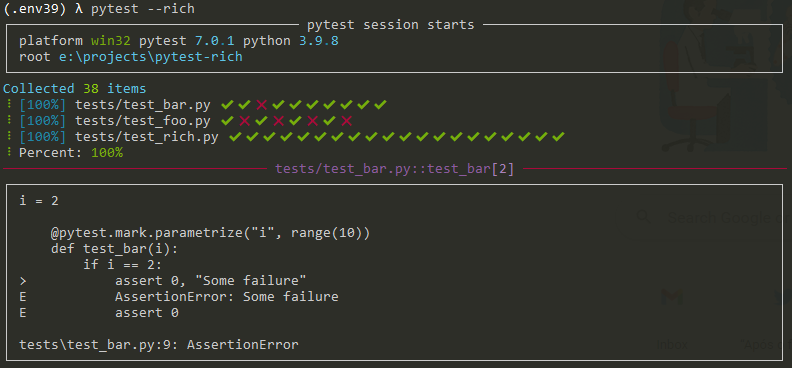 (.env39) λ pytest --rich
pytest session starts
platform win32 pytest 7.0.1 python 3.9.8
root e:\projects\pytest-rich
Collected 38 items
⠇[100%] tests/test_bar.py ✓✓✗✓✓✓✓✓✓✓
⠇[100%] tests/test_foo.py ✓✗✓✗✓✗✓✗
⠇[100%] tests/test_rich.py ✓✓✓✓✓✓✓✓✓✓✓✓✓✓✓✓✓✓✓✓
⠇Percent: 100%
tests/test_bar.py::test_bar[2]
i = 2
@pytest.mark.parametrize("i", range(10))
def test_bar(i):
if i == 2:
> assert 0, "Some failure"
E AssertionError: Some failure
E assert 0
tests\test_bar.py:9: AssertionError
Search Google